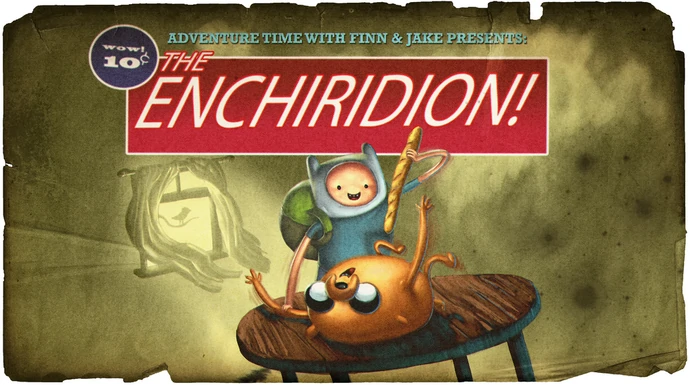 ADVENTURE TIME WITH FINN & JAKE PRESENTS:
WOW!
10¢
THE
ENCHIRIDION!